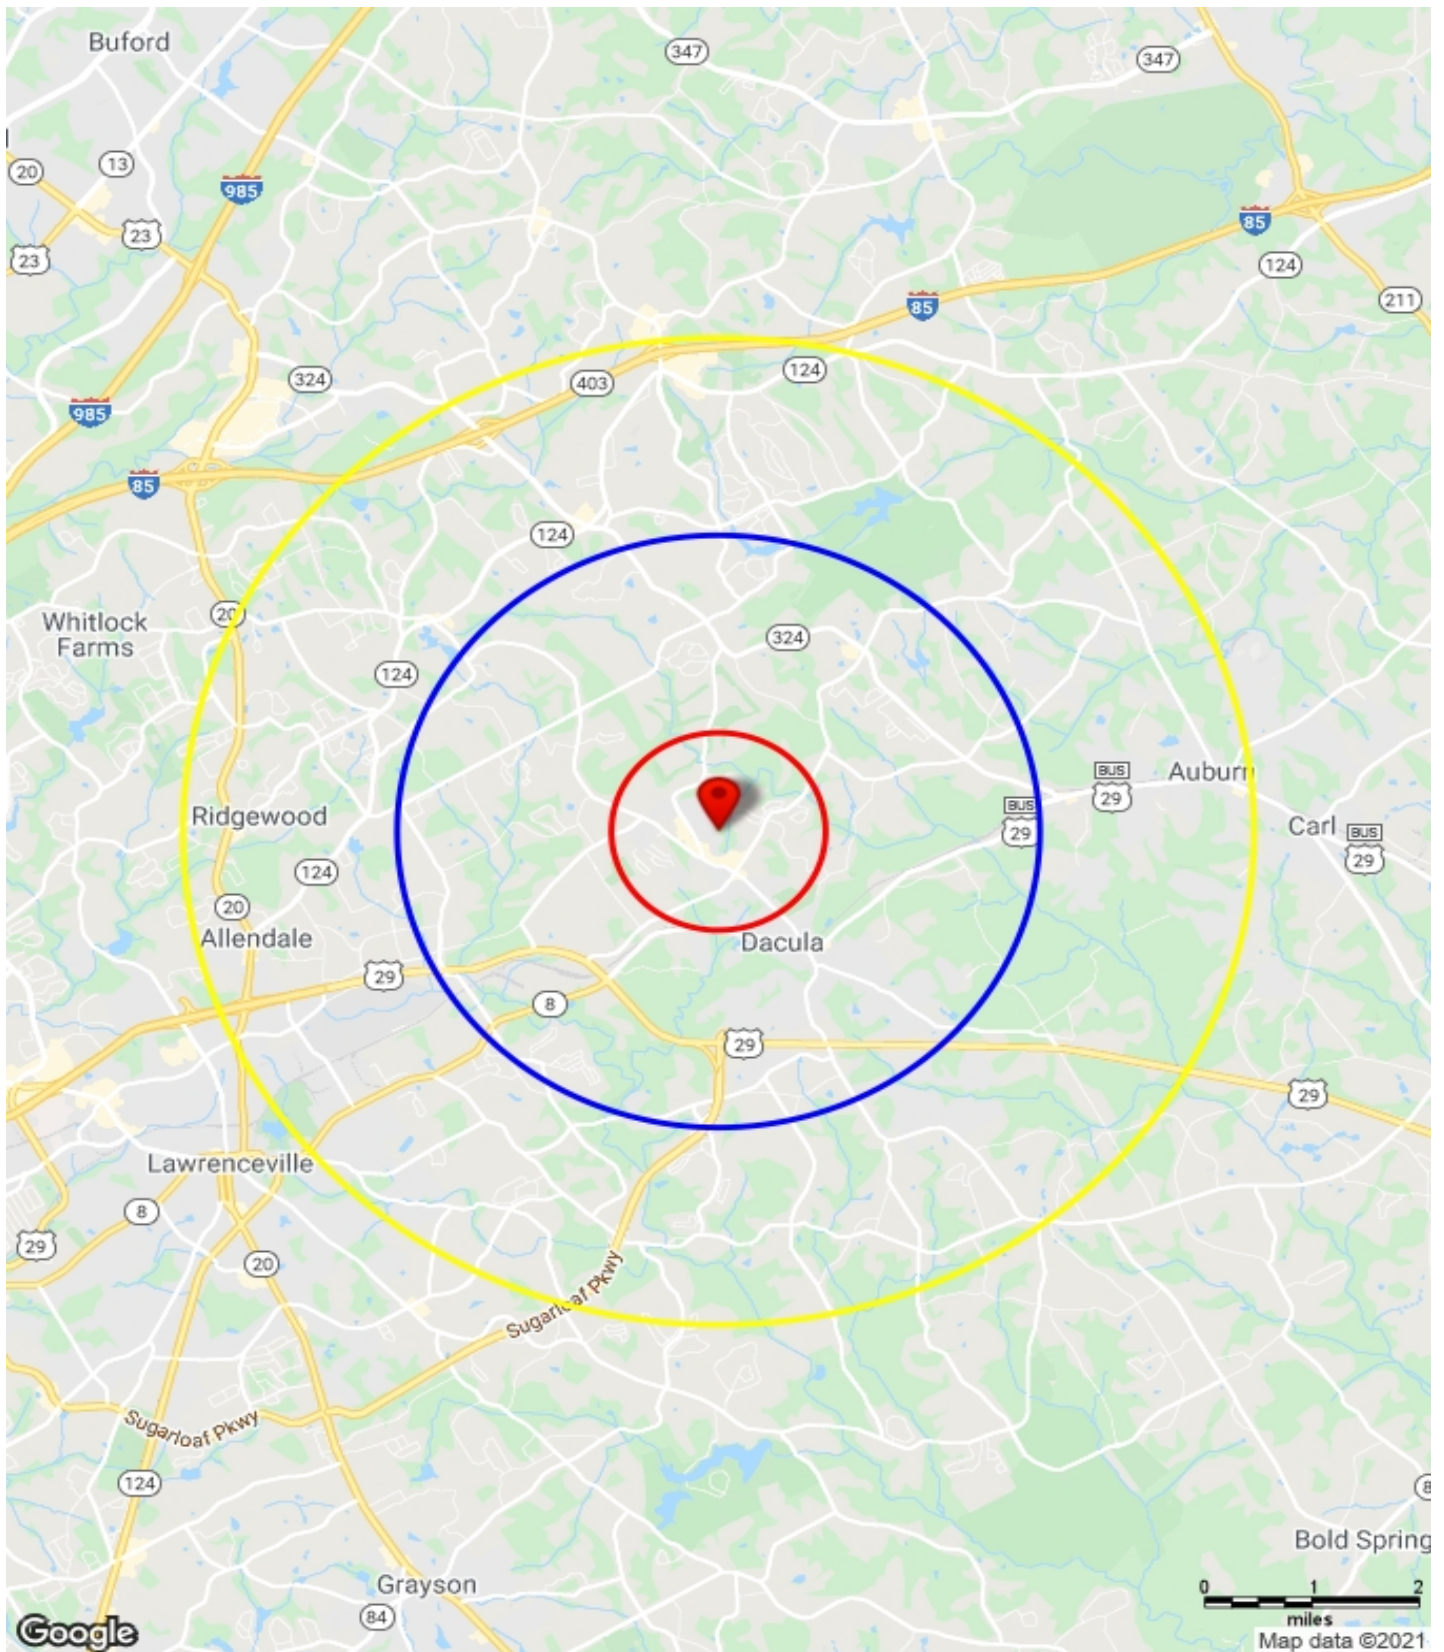 Buford
347
347
13
20
985
23
85
23
124
211
85
124
324
403
985
85
124
20
Whitlock
Farms
324
124
BUS
29
Auburn
BUS
29
Ridgewood
Carl
BUS
29
124
20
Allendale
Dacula
29
8
29
29
Lawrenceville
8
29
20
Sugarloaf Pkwy
Sugarloaf Pkwy
124
8
Bold Spring
Grayson
84
0 1 2
miles
Google
Map data ©2021